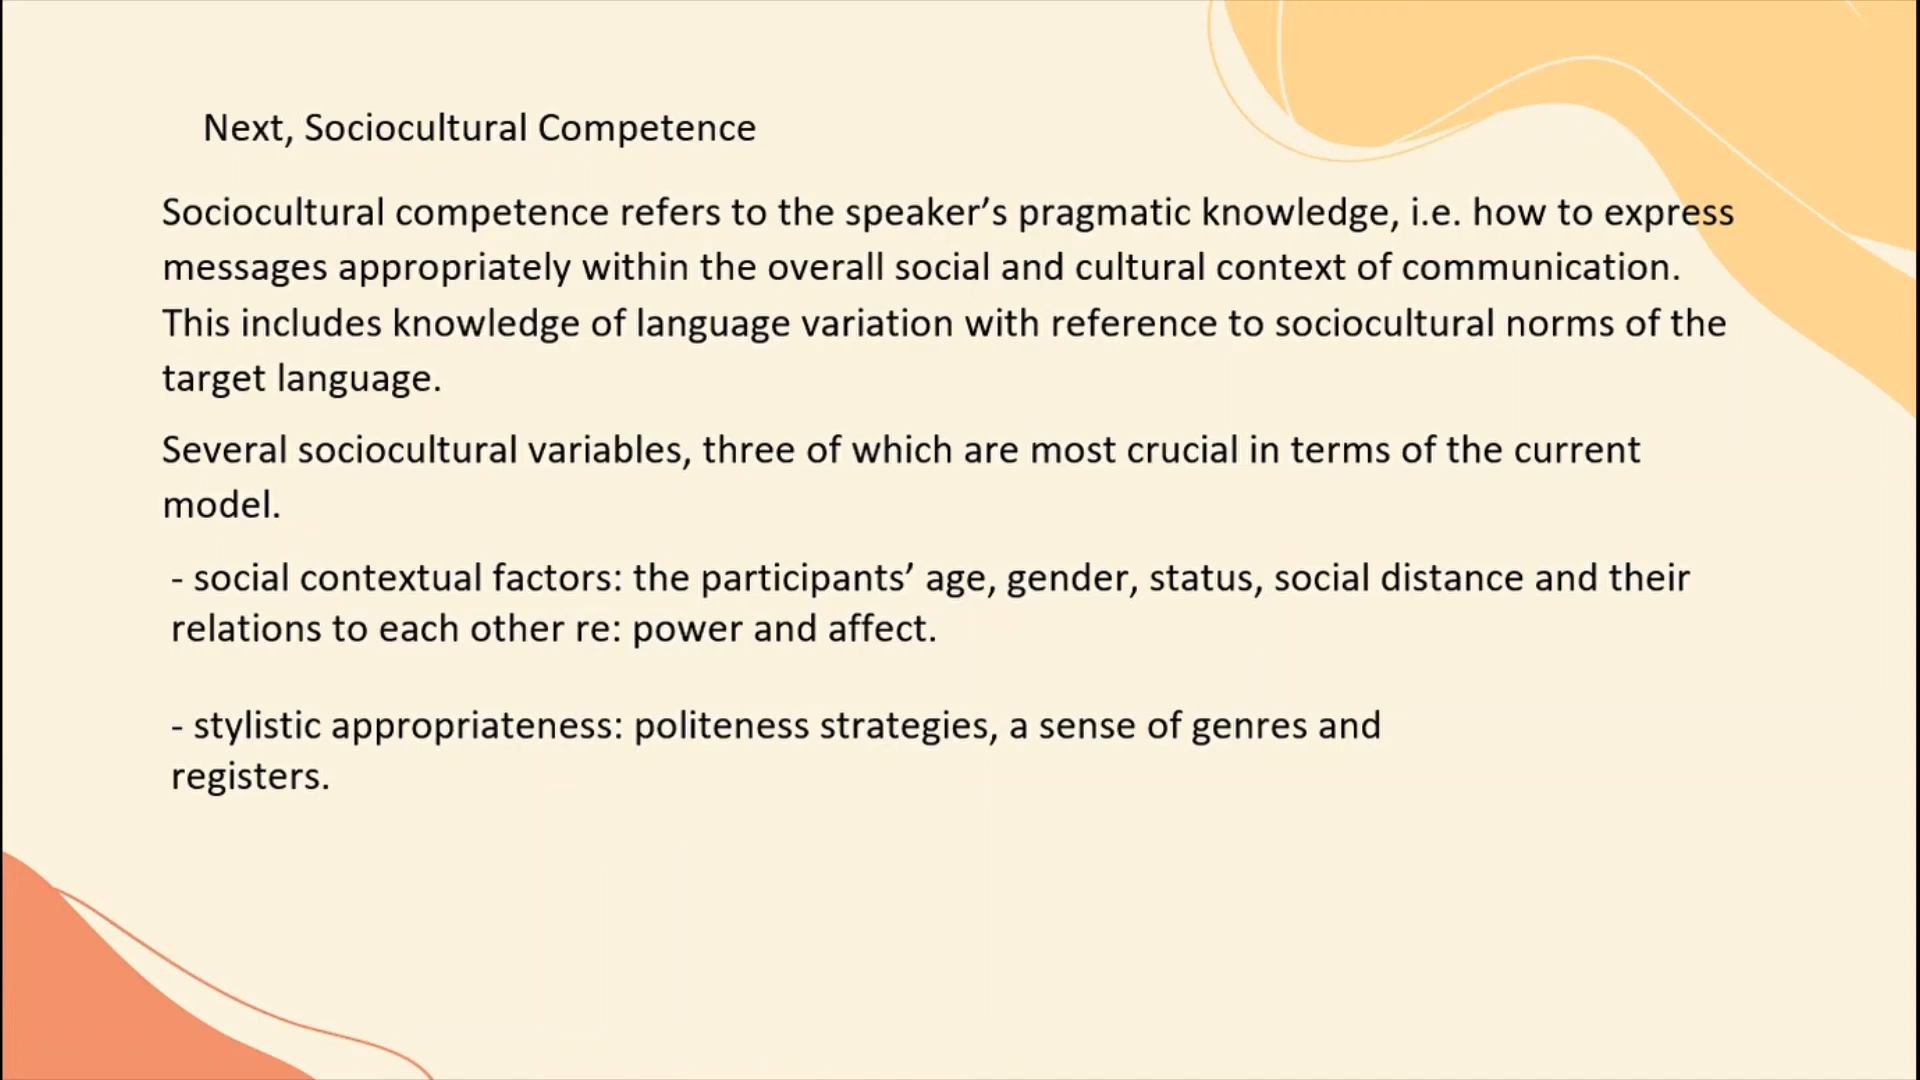 Next, Sociocultural Competence
Sociocultural competence refers to the speaker’s pragmatic knowledge, i.e. how to express
messages appropriately within the overall social and cultural context of communication.
This includes knowledge of language variation with reference to sociocultural norms of the
target language.
Several sociocultural variables, three of which are most crucial in terms of the current
model.
- social contextual factors: the participants’ age, gender, status, social distance and their
relations to each other re: power and affect.
- stylistic appropriateness: politeness strategies, a sense of genres and
registers.